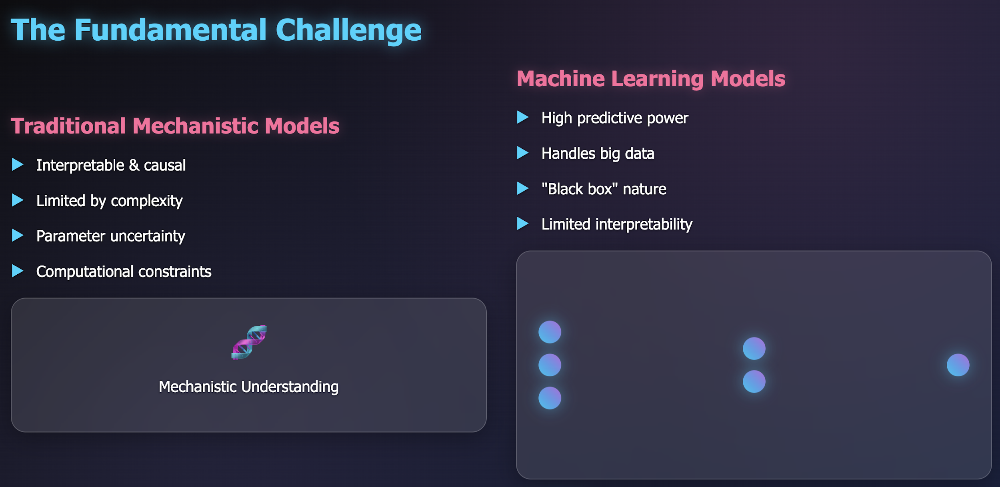 The Fundamental Challenge
Traditional Mechanistic Models
Interpretable & causal
Limited by complexity
Parameter uncertainty
Computational constraints
Mechanistic Understanding
Machine Learning Models
High predictive power
Handles big data
"Black box" nature
Limited interpretability